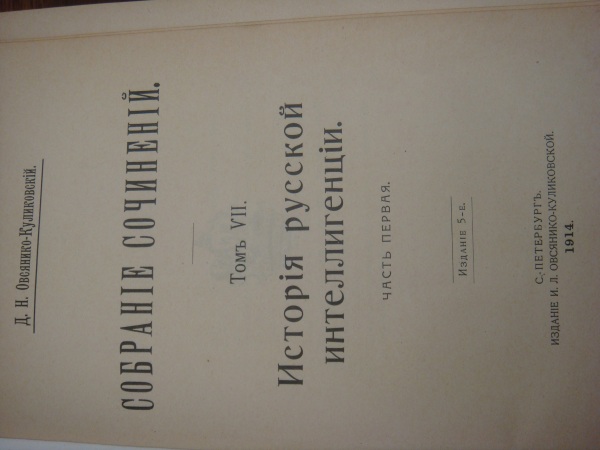 Д. Н. Овсянико-Куликовскій.
СОБРАНІЕ СОЧИНЕНІЙ.
Томъ VII.
Исторія русской
интеллигенціи.
ЧАСТЬ ПЕРВАЯ.
Изданіе 5-е.
С.-ПЕТЕРБУРГЪ.
ИЗДАНІЕ И. Л. ОВСЯНИКО-КУЛИКОВСКОЙ.
1914.